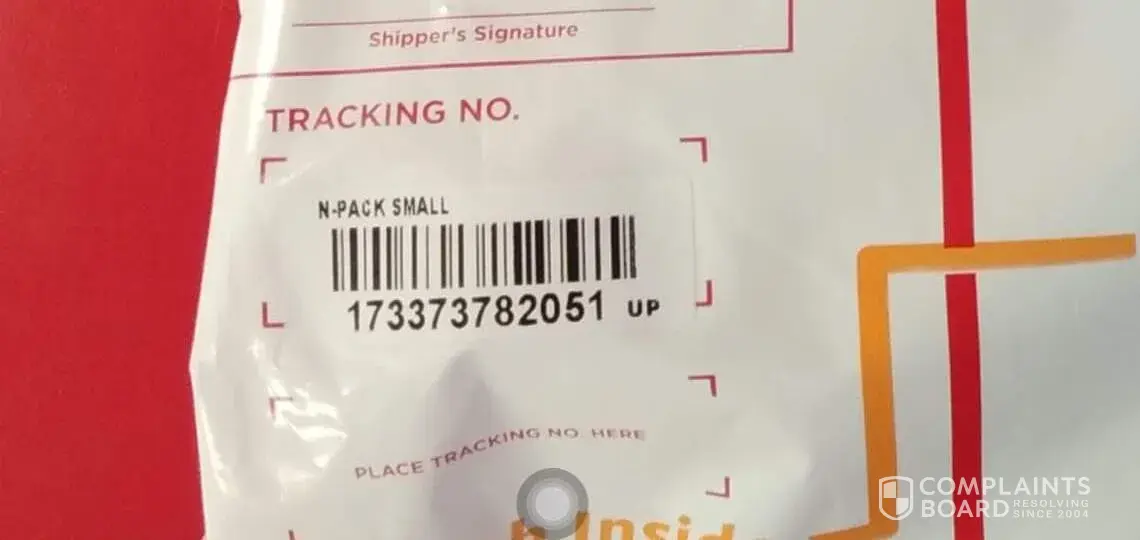 Shipper's Signature
TRACKING NO.
N-PACK SMALL
173373782051 UP
PLACE TRACKING NO. HERE
COMPLAINTS
BOARD RESOLVING
SINCE 2004